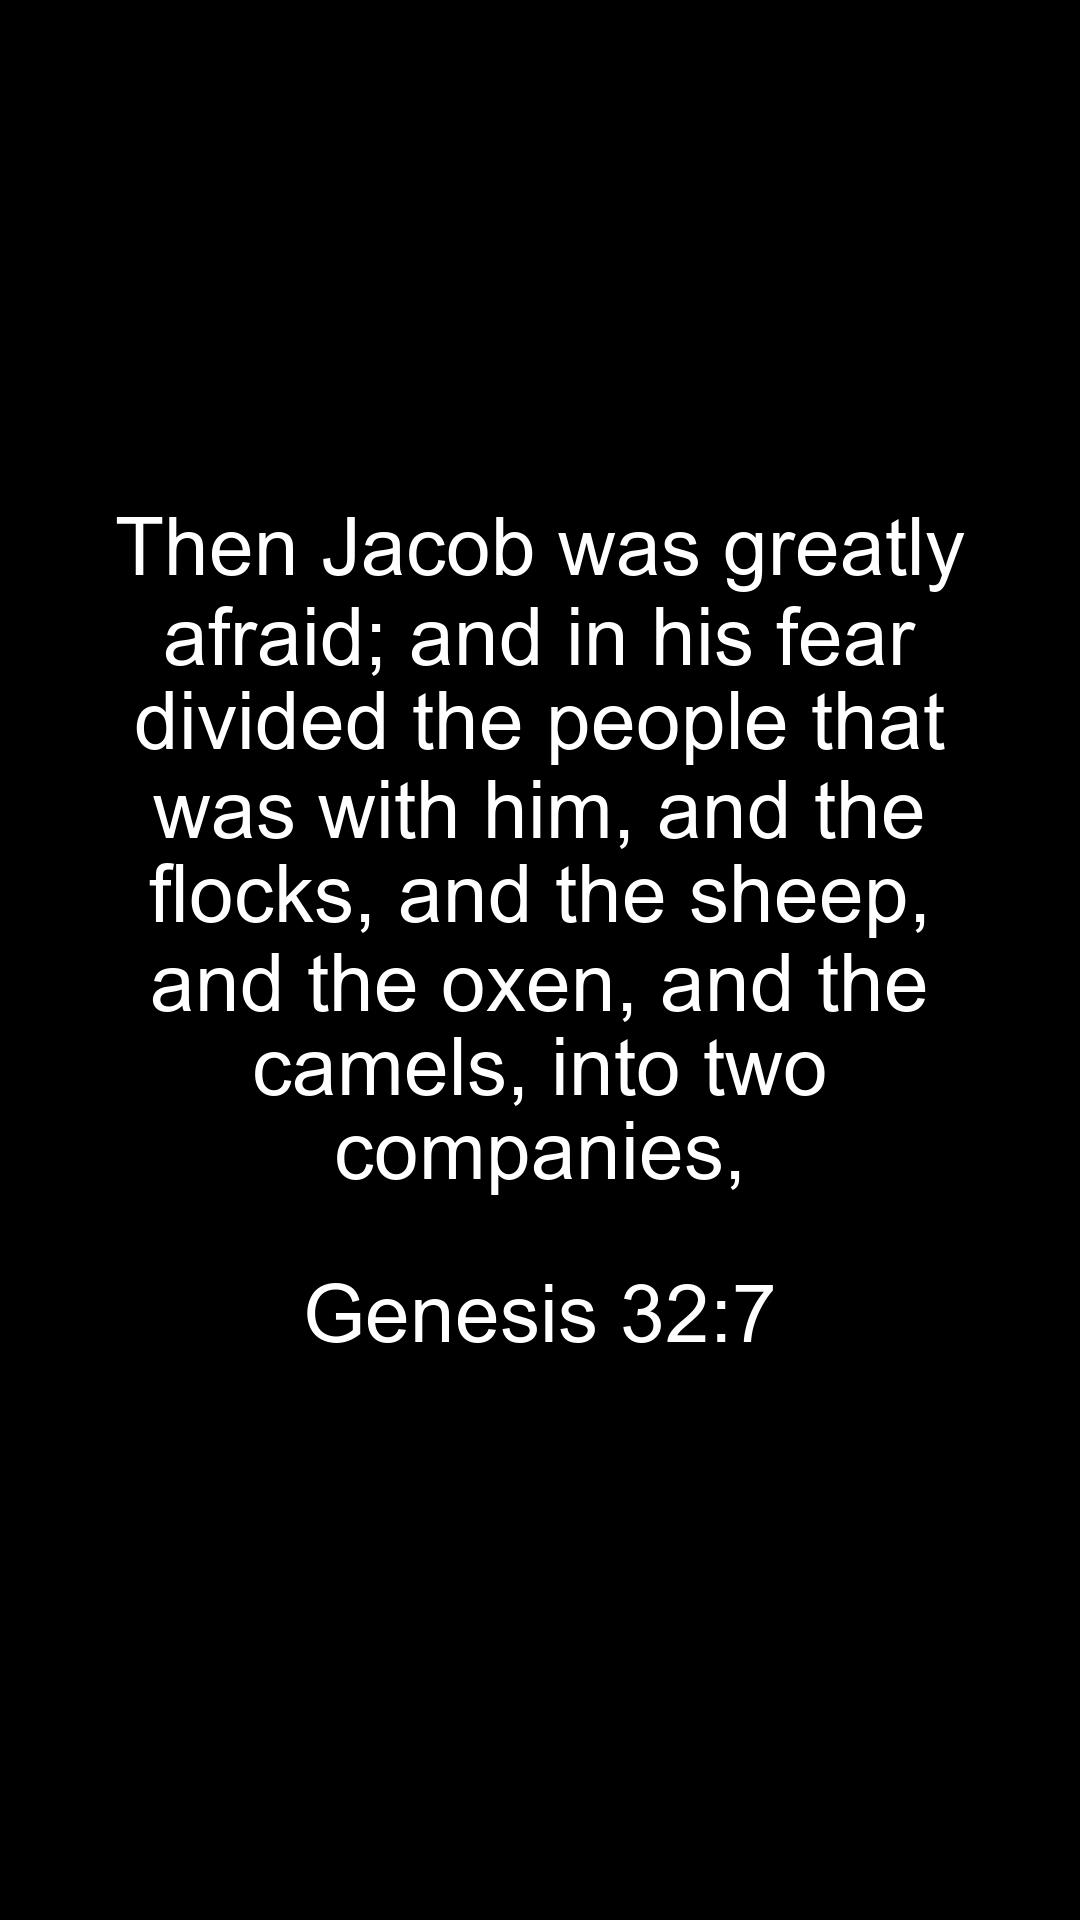 Then Jacob was greatly
afraid; and in his fear
divided the people that
was with him, and the
flocks, and the sheep,
and the oxen, and the
camels, into two
companies,
Genesis 32:7